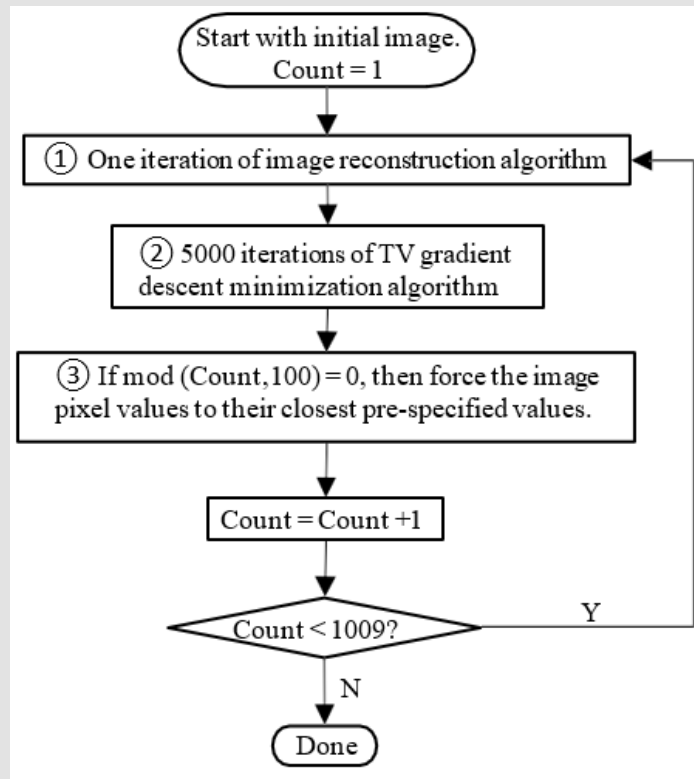 Start with initial image.
Count = 1
① One iteration of image reconstruction algorithm
② 5000 iterations of TV gradient
descent minimization algorithm
③ If mod (Count,100) = 0, then force the image
pixel values to their closest pre-specified values.
Count = Count +1
Count < 1009?
Y
N
Done